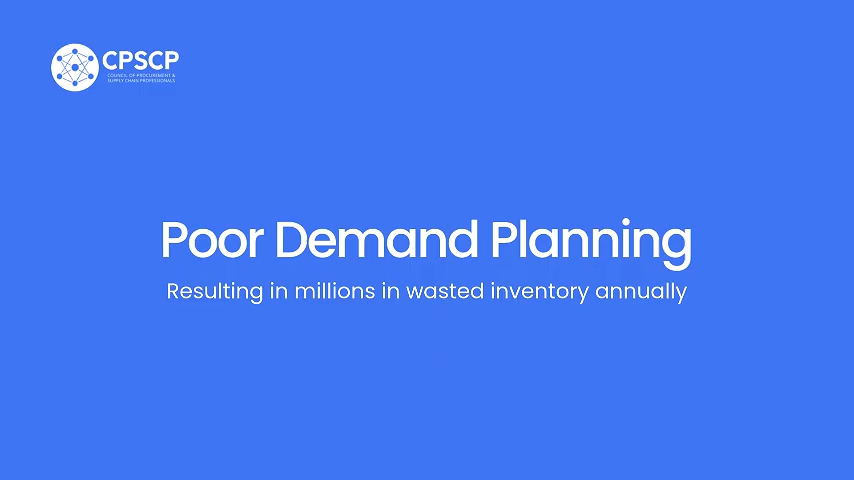 CPSCP
COUNCIL OF PROCUREMENT &
SUPPLY CHAIN PROFESSIONALS
Poor Demand Planning
Resulting in millions in wasted inventory annually